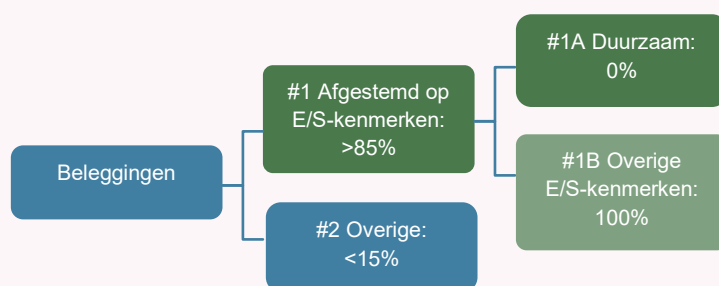 Beleggingen
#1 Afgestemd op
E/S-kenmerken:
>85%
#2 Overige:
<15%
#1A Duurzaam:
0%
#1B Overige
E/S-kenmerken:
100%